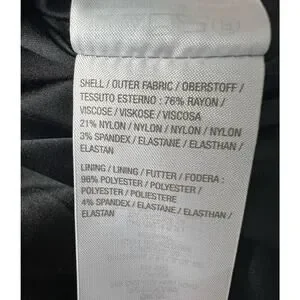 SHELL / OUTER FABRIC / OBERSTOFF /
TESSUTO ESTERNO : 76% RAYON /
VISCOSE / VISKOSE / VISCOSA
21% NYLON / NYLON / NYLON / NYLON
3% SPANDEX / ELASTANE / ELASTHAN /
ELASTAN
LINING / LINING / FUTTER / FODERA :
96% POLYESTER / POLYESTER /
POLYESTER / POLIESTERE
4% SPANDEX / ELASTANE / ELASTHAN /
ELASTAN